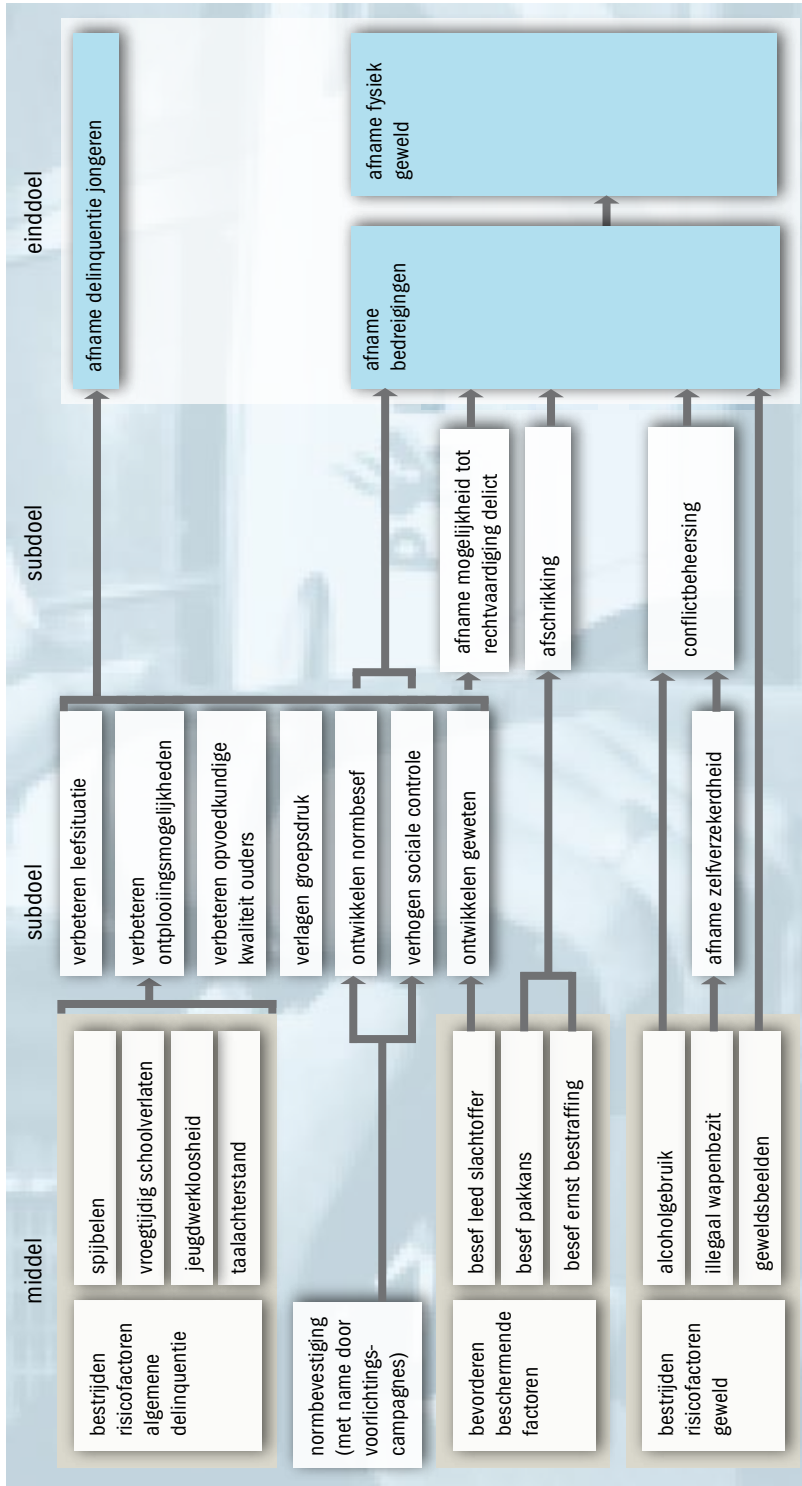 middel
subdoel
subdoel
einddoel
bestrijden
risicofactoren
algemene
delinquentie
spijbelen
vroegtijdig schoolverlaten
jeugdwerkloosheid
taalachterstand
normbevestiging
(met name door
voorlichtings-
campagnes)
bevorderen
beschermende
factoren
besef leed slachtoffer
besef pakkans
besef ernst bestraffing
bestrijden
risicofactoren
geweld
alcoholgebruik
illegaal wapenbezit
geweldsbeelden
verbeteren leefsituatie
verbeteren
ontplooiingsmogelijkheden
verbeteren opvoedkundige
kwaliteit ouders
verlagen groepsdruk
ontwikkelen normbesef
verhogen sociale controle
ontwikkelen geweten
afname zelfverzekerdheid
afname mogelijkheid tot
rechtvaardiging delict
afschrikking
conflictbeheersing
afname delinquentie jongeren
afname
bedreigingen
afname fysiek
geweld